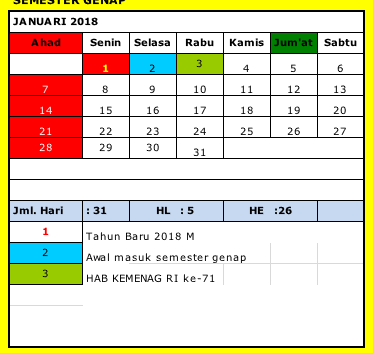 SEMESTER GENAP
JANUARI 2018
Ahad Senin Selasa Rabu Kamis Jum'at Sabtu
1 2 3 4 5 6
7 8 9 10 11 12 13
14 15 16 17 18 19 20
21 22 23 24 25 26 27
28 29 30 31
Jml. Hari : 31 HL : 5 HE :26
1 Tahun Baru 2018 M
2 Awal masuk semester genap
3 HAB KEMENAG RI ke-71